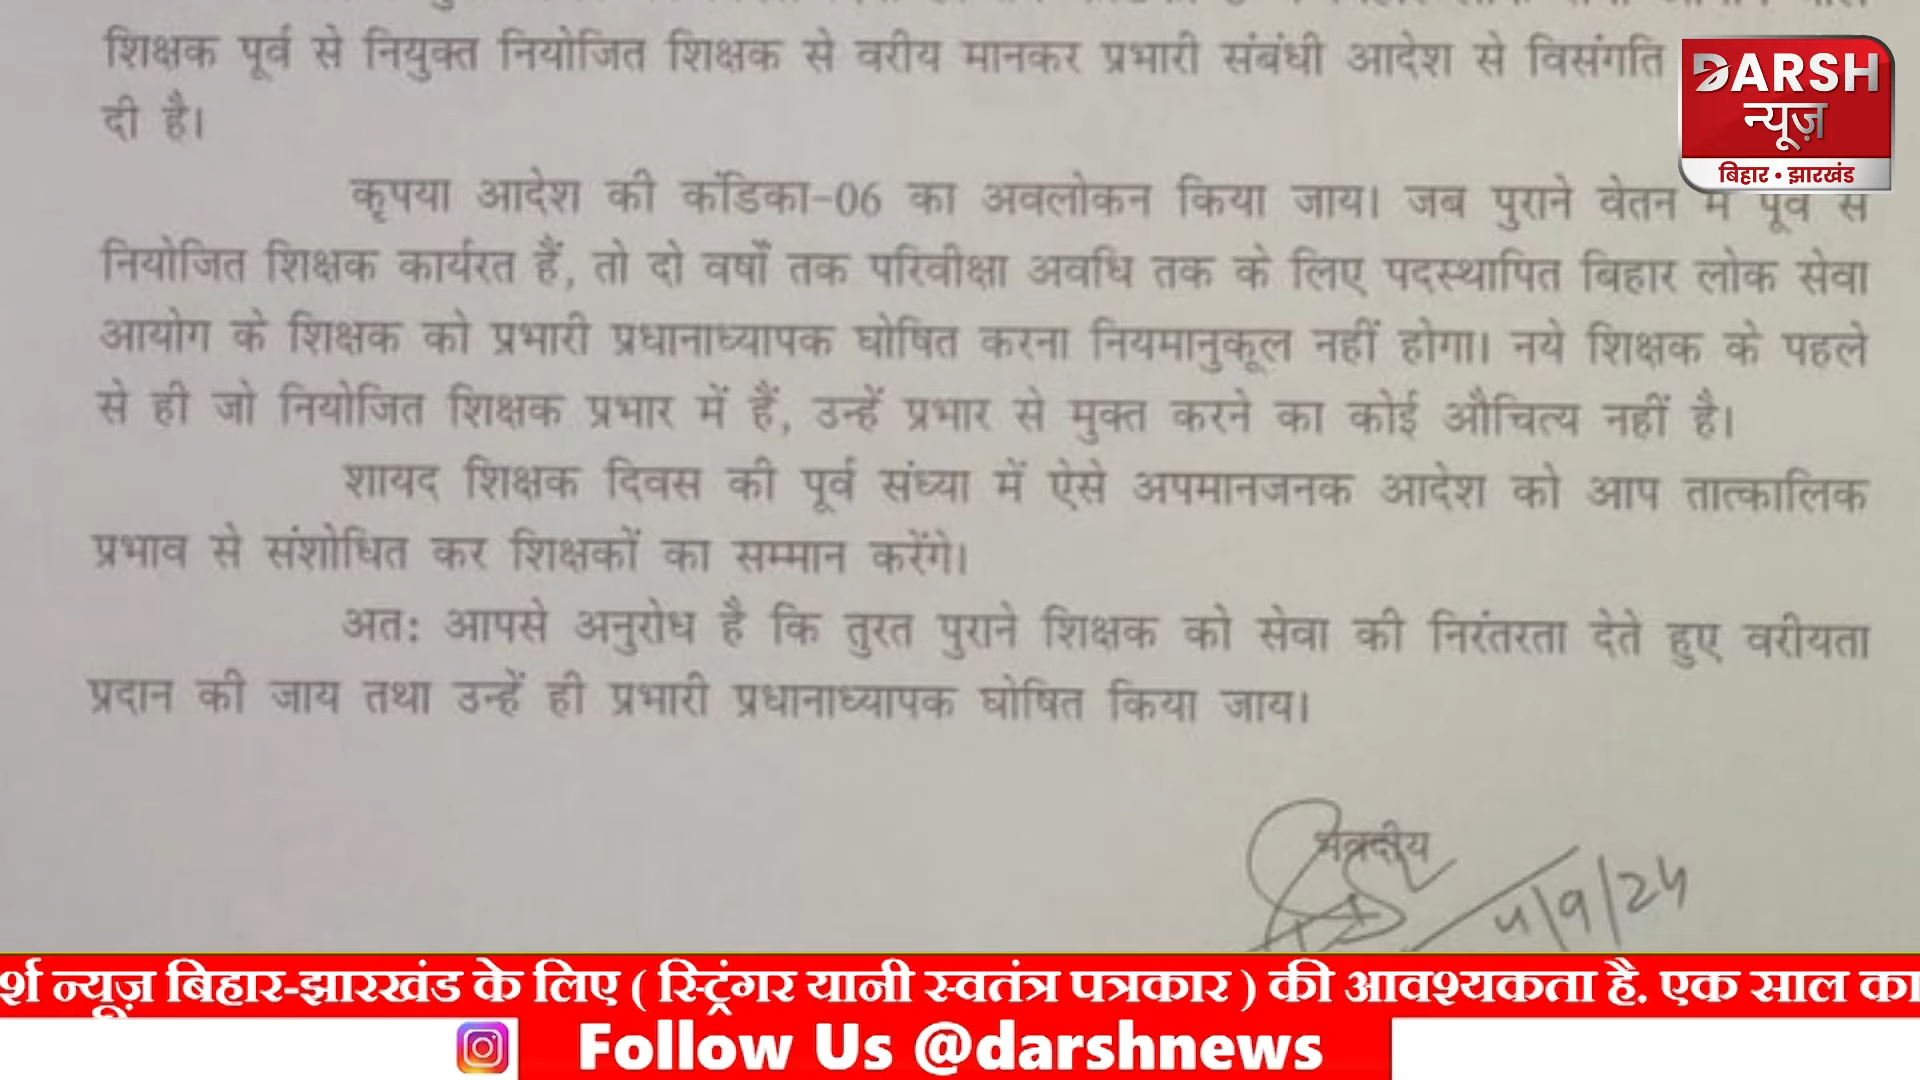 शिक्षक पूर्व से नियुक्त नियोजित शिक्षक से वरीय मानकर प्रभारी संबंधी आदेश से विसंगति
दी है।
कृपया आदेश की कंडिका-06 का अवलोकन किया जाय। जब पुराने वेतन में पूर्व से
नियोजित शिक्षक कार्यरत हैं, तो दो वर्षों तक परिवीक्षा अवधि तक के लिए पदस्थापित बिहार लोक सेवा
आयोग के शिक्षक को प्रभारी प्रधानाध्यापक घोषित करना नियमानुकूल नहीं होगा। नये शिक्षक के पहले
से ही जो नियोजित शिक्षक प्रभार में हैं, उन्हें प्रभार से मुक्त करने का कोई औचित्य नहीं है।
शायद शिक्षक दिवस की पूर्व संध्या में ऐसे अपमानजनक आदेश को आप तात्कालिक
प्रभाव से संशोधित कर शिक्षकों का सम्मान करेंगे।
अत: आपसे अनुरोध है कि तुरत पुराने शिक्षक को सेवा की निरंतरता देते हुए वरीयता
प्रदान की जाय तथा उन्हें ही प्रभारी प्रधानाध्यापक घोषित किया जाय।
भवदीय
4/9/24
DARSH
न्यूज़
बिहार • झारखंड
र्श न्यूज़ बिहार-झारखंड के लिए ( स्ट्रिंगर यानी स्वतंत्र पत्रकार ) की आवश्यकता है. एक साल का
Follow Us @darshnews